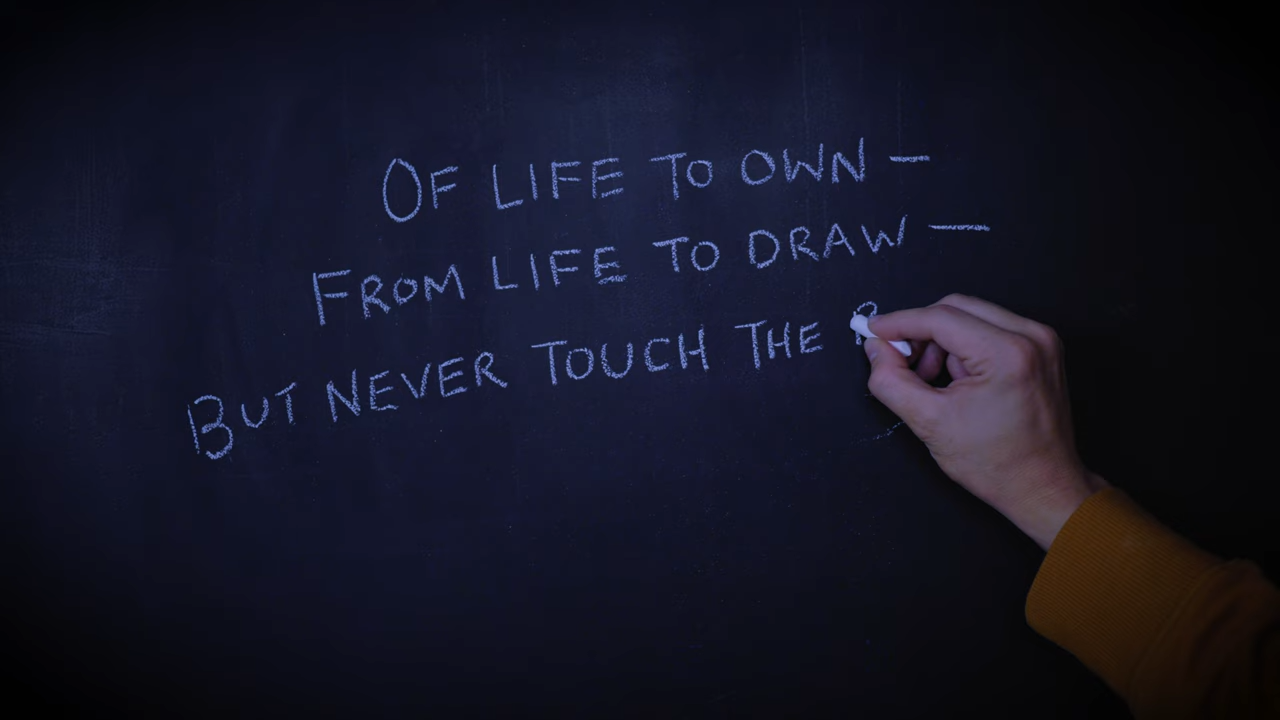 Of life to own —
From life to draw —
But never touch the